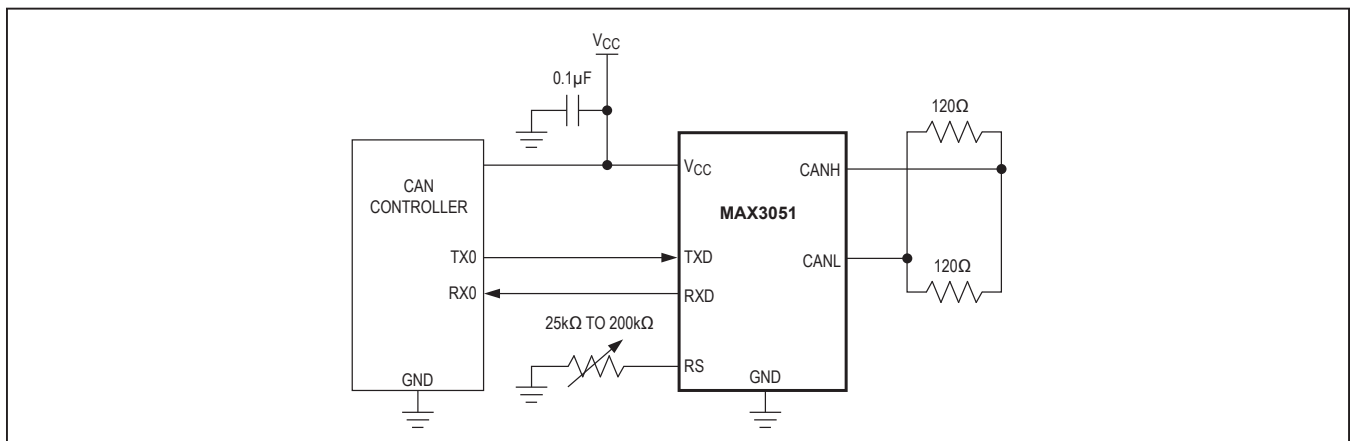 VCC
0.1µF
120Ω
CAN
CONTROLLER
VCC
CANH
MAX3051
TX0
TXD
CANL
120Ω
RX0
RXD
25kΩ TO 200kΩ
RS
GND
GND